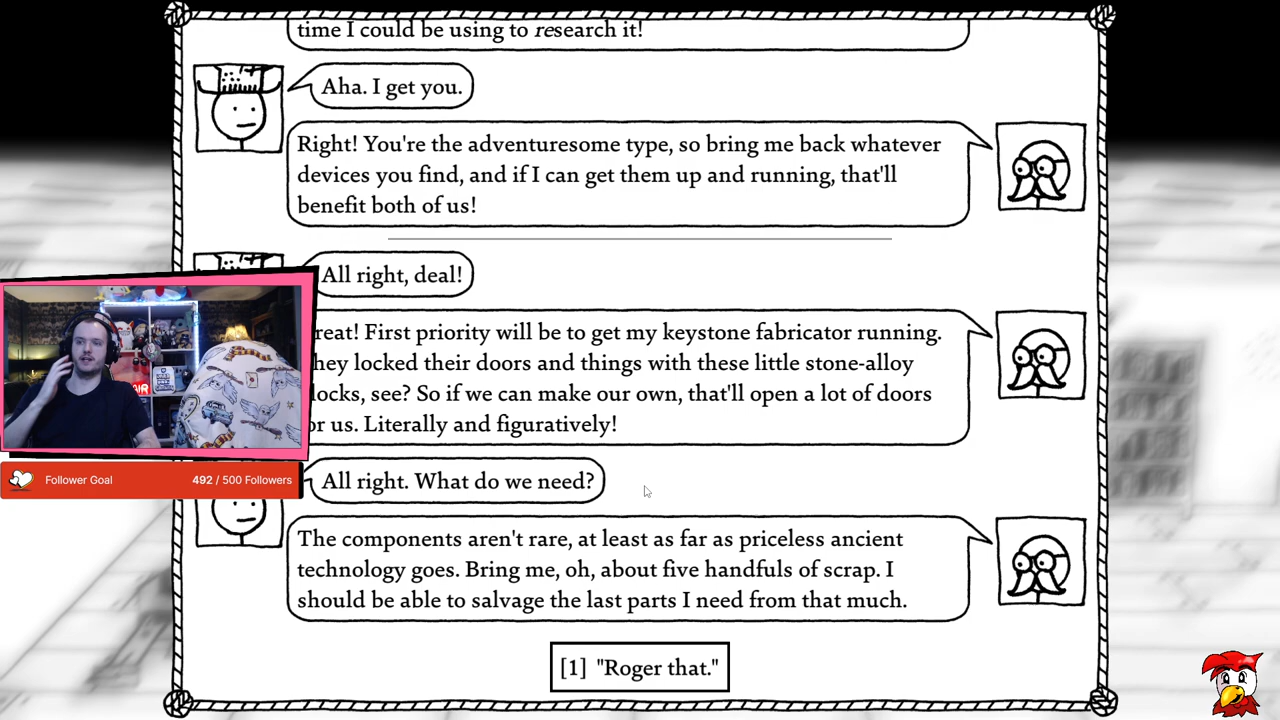 time I could be using to research it!
Aha. I get you.
Right! You're the adventuresome type, so bring me back whatever
devices you find, and if I can get them up and running, that'll
benefit both of us!
All right, deal!
reat! First priority will be to get my keystone fabricator running.
hey locked their doors and things with these little stone-alloy
locks, see? So if we can make our own, that'll open a lot of doors
or us. Literally and figuratively!
Follower Goal 492 / 500 Followers
All right. What do we need?
The components aren't rare, at least as far as priceless ancient
technology goes. Bring me, oh, about five handfuls of scrap. I
should be able to salvage the last parts I need from that much.
[1] "Roger that."